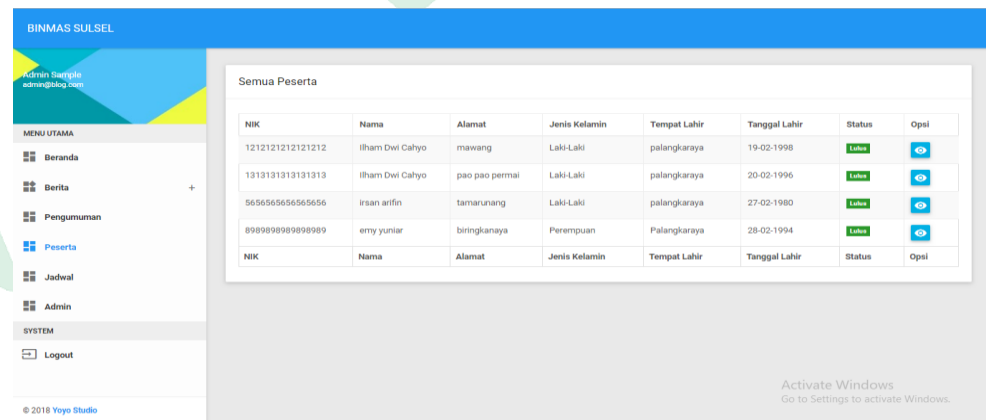 BINMAS SULSEL
Admin Sample
admin@blog.com
MENU UTAMA
Beranda
Berita +
Pengumuman
Peserta
Jadwal
Admin
SYSTEM
Logout
© 2018 Yoyo Studio
Semua Peserta
NIK Nama Alamat Jenis Kelamin Tempat Lahir Tanggal Lahir Status Opsi
1212121212121212 Ilham Dwi Cahyo mawang Laki-Laki palangkaraya 19-02-1998 Lulus
1313131313131313 Ilham Dwi Cahyo pao pao permai Laki-Laki palangkaraya 20-02-1996 Lulus
5656565656565656 irsan arifin tamarunang Laki-Laki palangkaraya 27-02-1980 Lulus
8989898989898989 emy yuniar biringkanaya Perempuan Palangkaraya 28-02-1994 Lulus
NIK Nama Alamat Jenis Kelamin Tempat Lahir Tanggal Lahir Status Opsi
Activate Windows
Go to Settings to activate Windows.